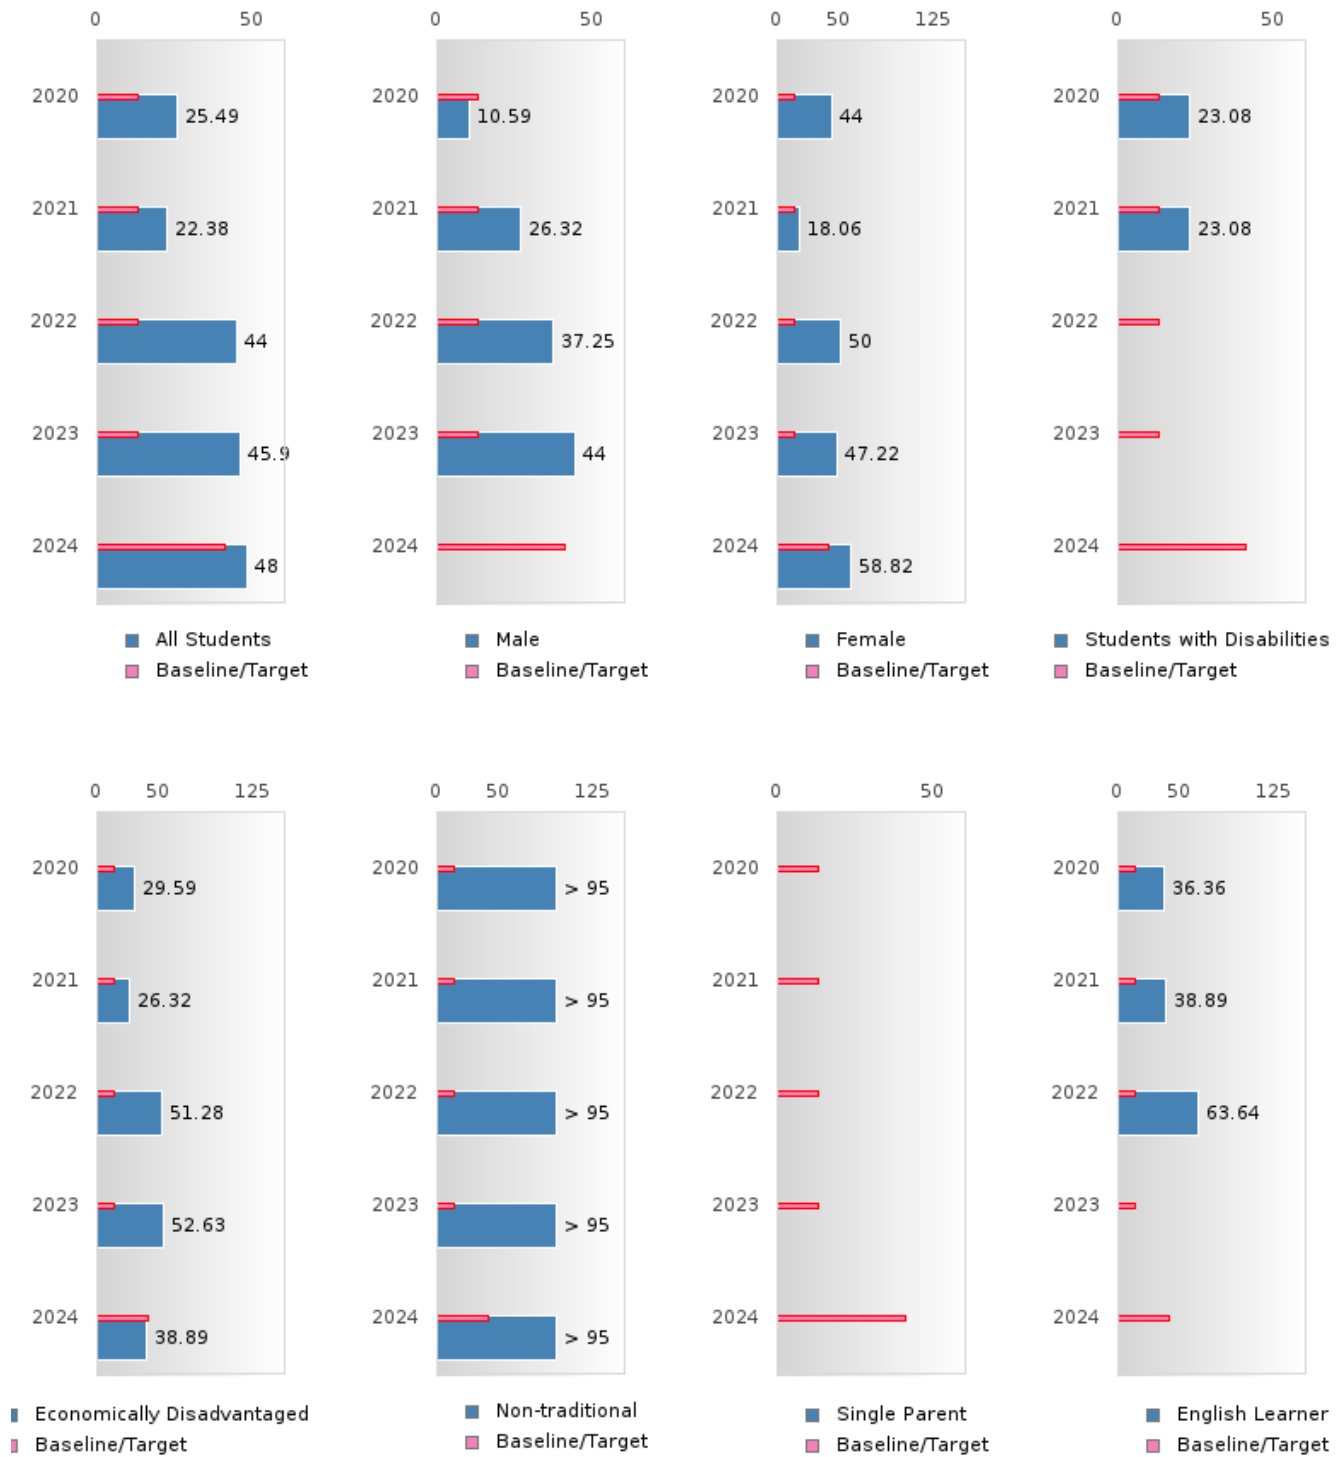 0 50 0 50 0 50 125 0 50
2020 25.49 2020 10.59 2020 44 2020 23.08
2021 22.38 2021 26.32 2021 18.06 2021 23.08
2022 44 2022 37.25 2022 50 2022
2023 45.9 2023 44 2023 47.22 2023
2024 48 2024 2024 58.82 2024
All Students Male Female Students with Disabilities
Baseline/Target Baseline/Target Baseline/Target Baseline/Target
0 50 125 0 50 125 0 50 0 50 125
2020 29.59 2020 > 95 2020 2020 36.36
2021 26.32 2021 > 95 2021 2021 38.89
2022 51.28 2022 > 95 2022 2022 63.64
2023 52.63 2023 > 95 2023 2023
2024 38.89 2024 > 95 2024 2024
Economically Disadvantaged Non-traditional Single Parent English Learner
Baseline/Target Baseline/Target Baseline/Target Baseline/Target